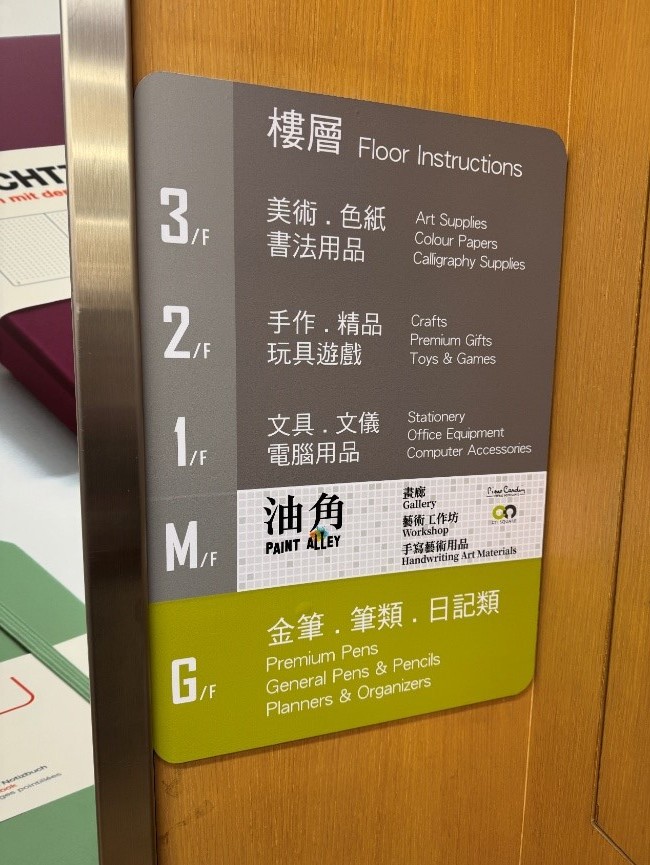 樓層 Floor Instructions
3/F
美術．色紙
書法用品
Art Supplies
Colour Papers
Calligraphy Supplies
2/F
手作．精品
玩具遊戲
Crafts
Premium Gifts
Toys & Games
1/F
文具．文儀
電腦用品
Stationery
Office Equipment
Computer Accessories
M/F
油角
PAINT ALLEY
畫廊
Gallery
藝術工作坊
Workshop
手寫藝術用品
Handwriting Art Materials
G/F
金筆．筆類．日記類
Premium Pens
General Pens & Pencils
Planners & Organizers
mit
Notizbuch
pointillées